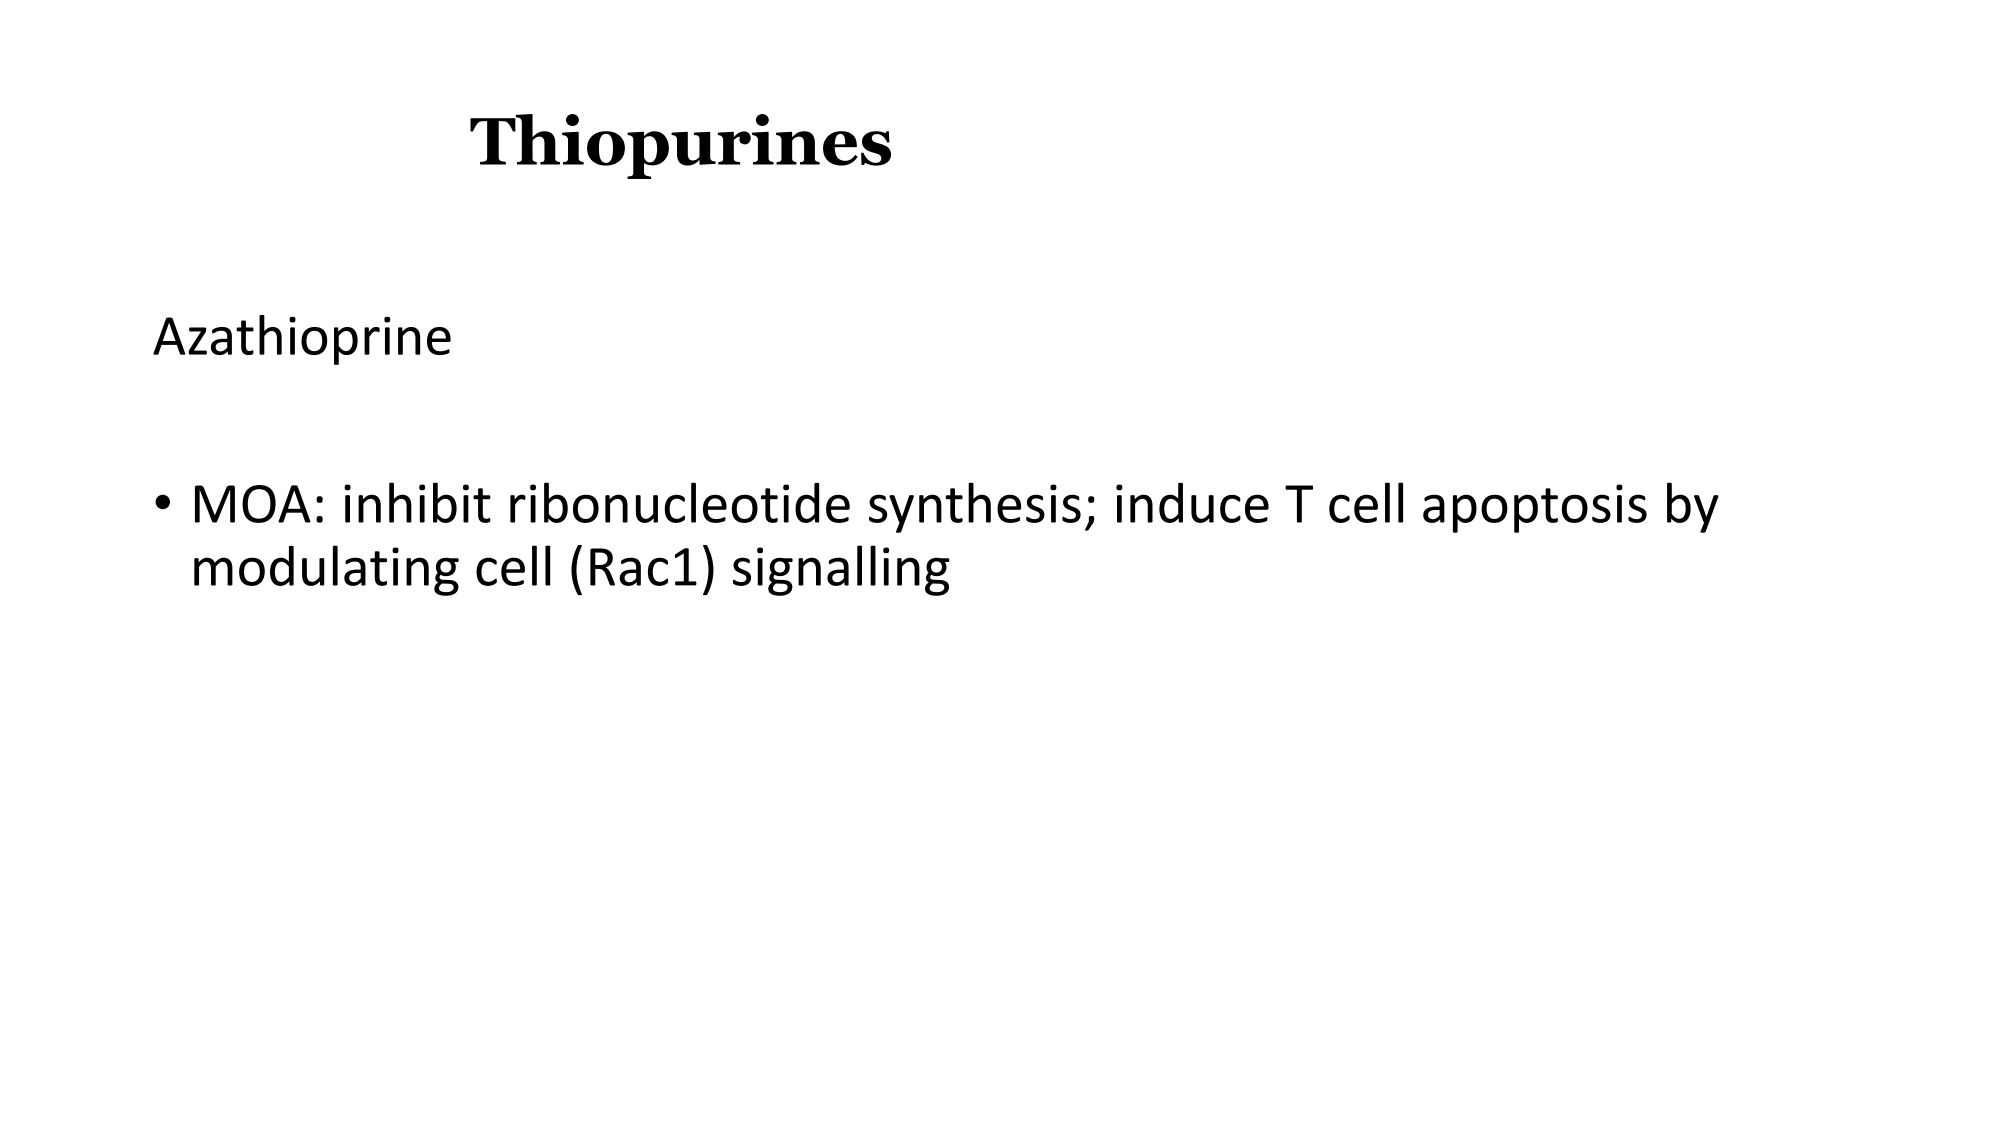 Thiopurines
Azathioprine
• MOA: inhibit ribonucleotide synthesis; induce T cell apoptosis by
modulating cell (Rac1) signalling